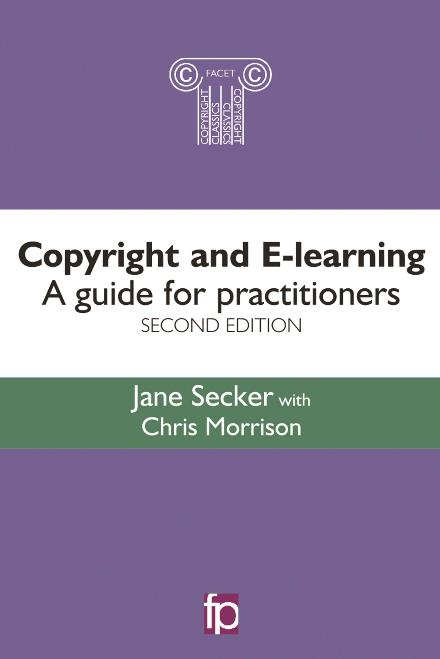 © FACET ©
COPYRIGHT
CLASSICS
CLASSICS
COPYRIGHT
Copyright and E-learning
A guide for practitioners
SECOND EDITION
Jane Secker with
Chris Morrison
fp